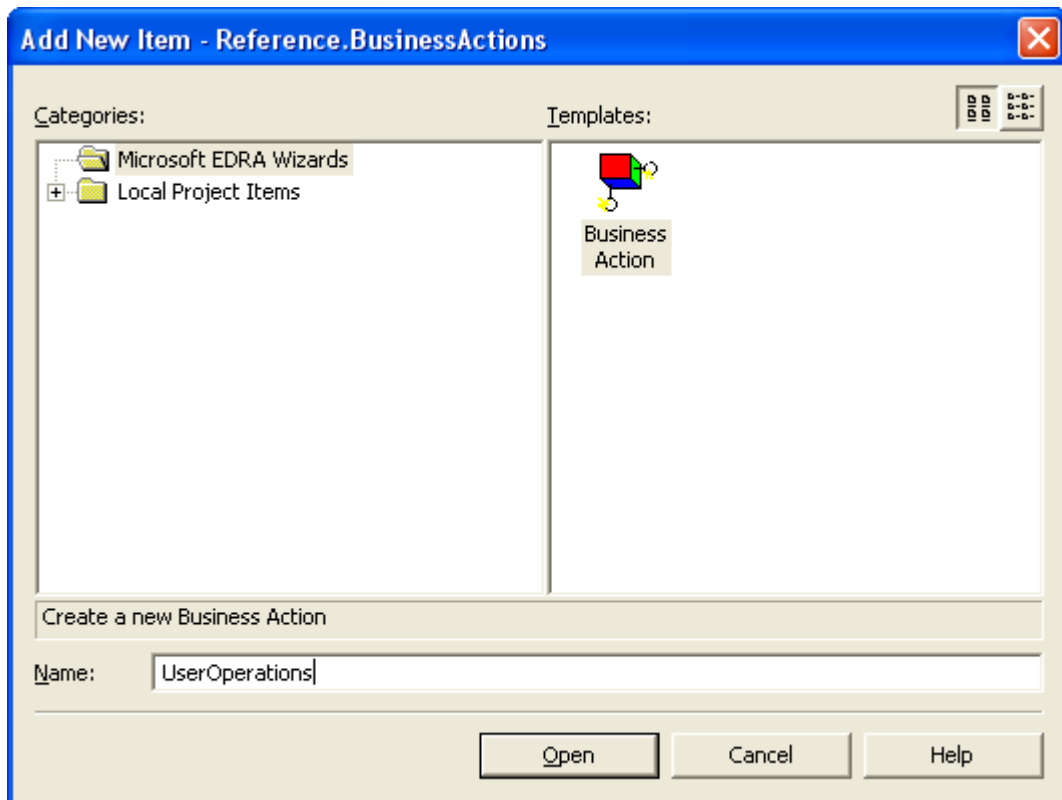 Add New Item - Reference.BusinessActions
Categories:
Templates:
Microsoft EDRA Wizards
Local Project Items
Business
Action
Create a new Business Action
Name:
UserOperations
Open
Cancel
Help